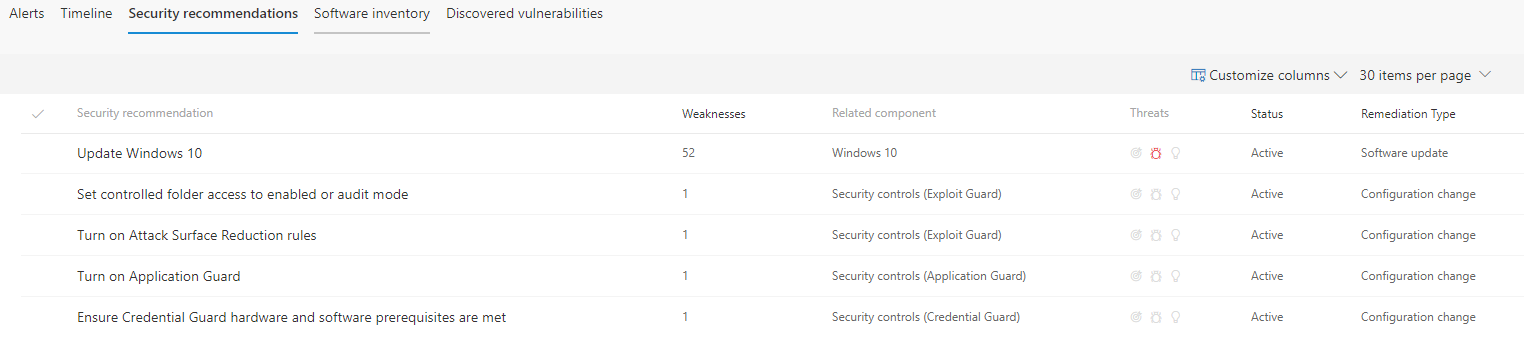 Alerts Timeline Security recommendations Software inventory Discovered vulnerabilities
Customize columns 30 items per page
Security recommendation Weaknesses Related component Threats Status Remediation Type
Update Windows 10 52 Windows 10 Active Software update
Set controlled folder access to enabled or audit mode 1 Security controls (Exploit Guard) Active Configuration change
Turn on Attack Surface Reduction rules 1 Security controls (Exploit Guard) Active Configuration change
Turn on Application Guard 1 Security controls (Application Guard) Active Configuration change
Ensure Credential Guard hardware and software prerequisites are met 1 Security controls (Credential Guard) Active Configuration change